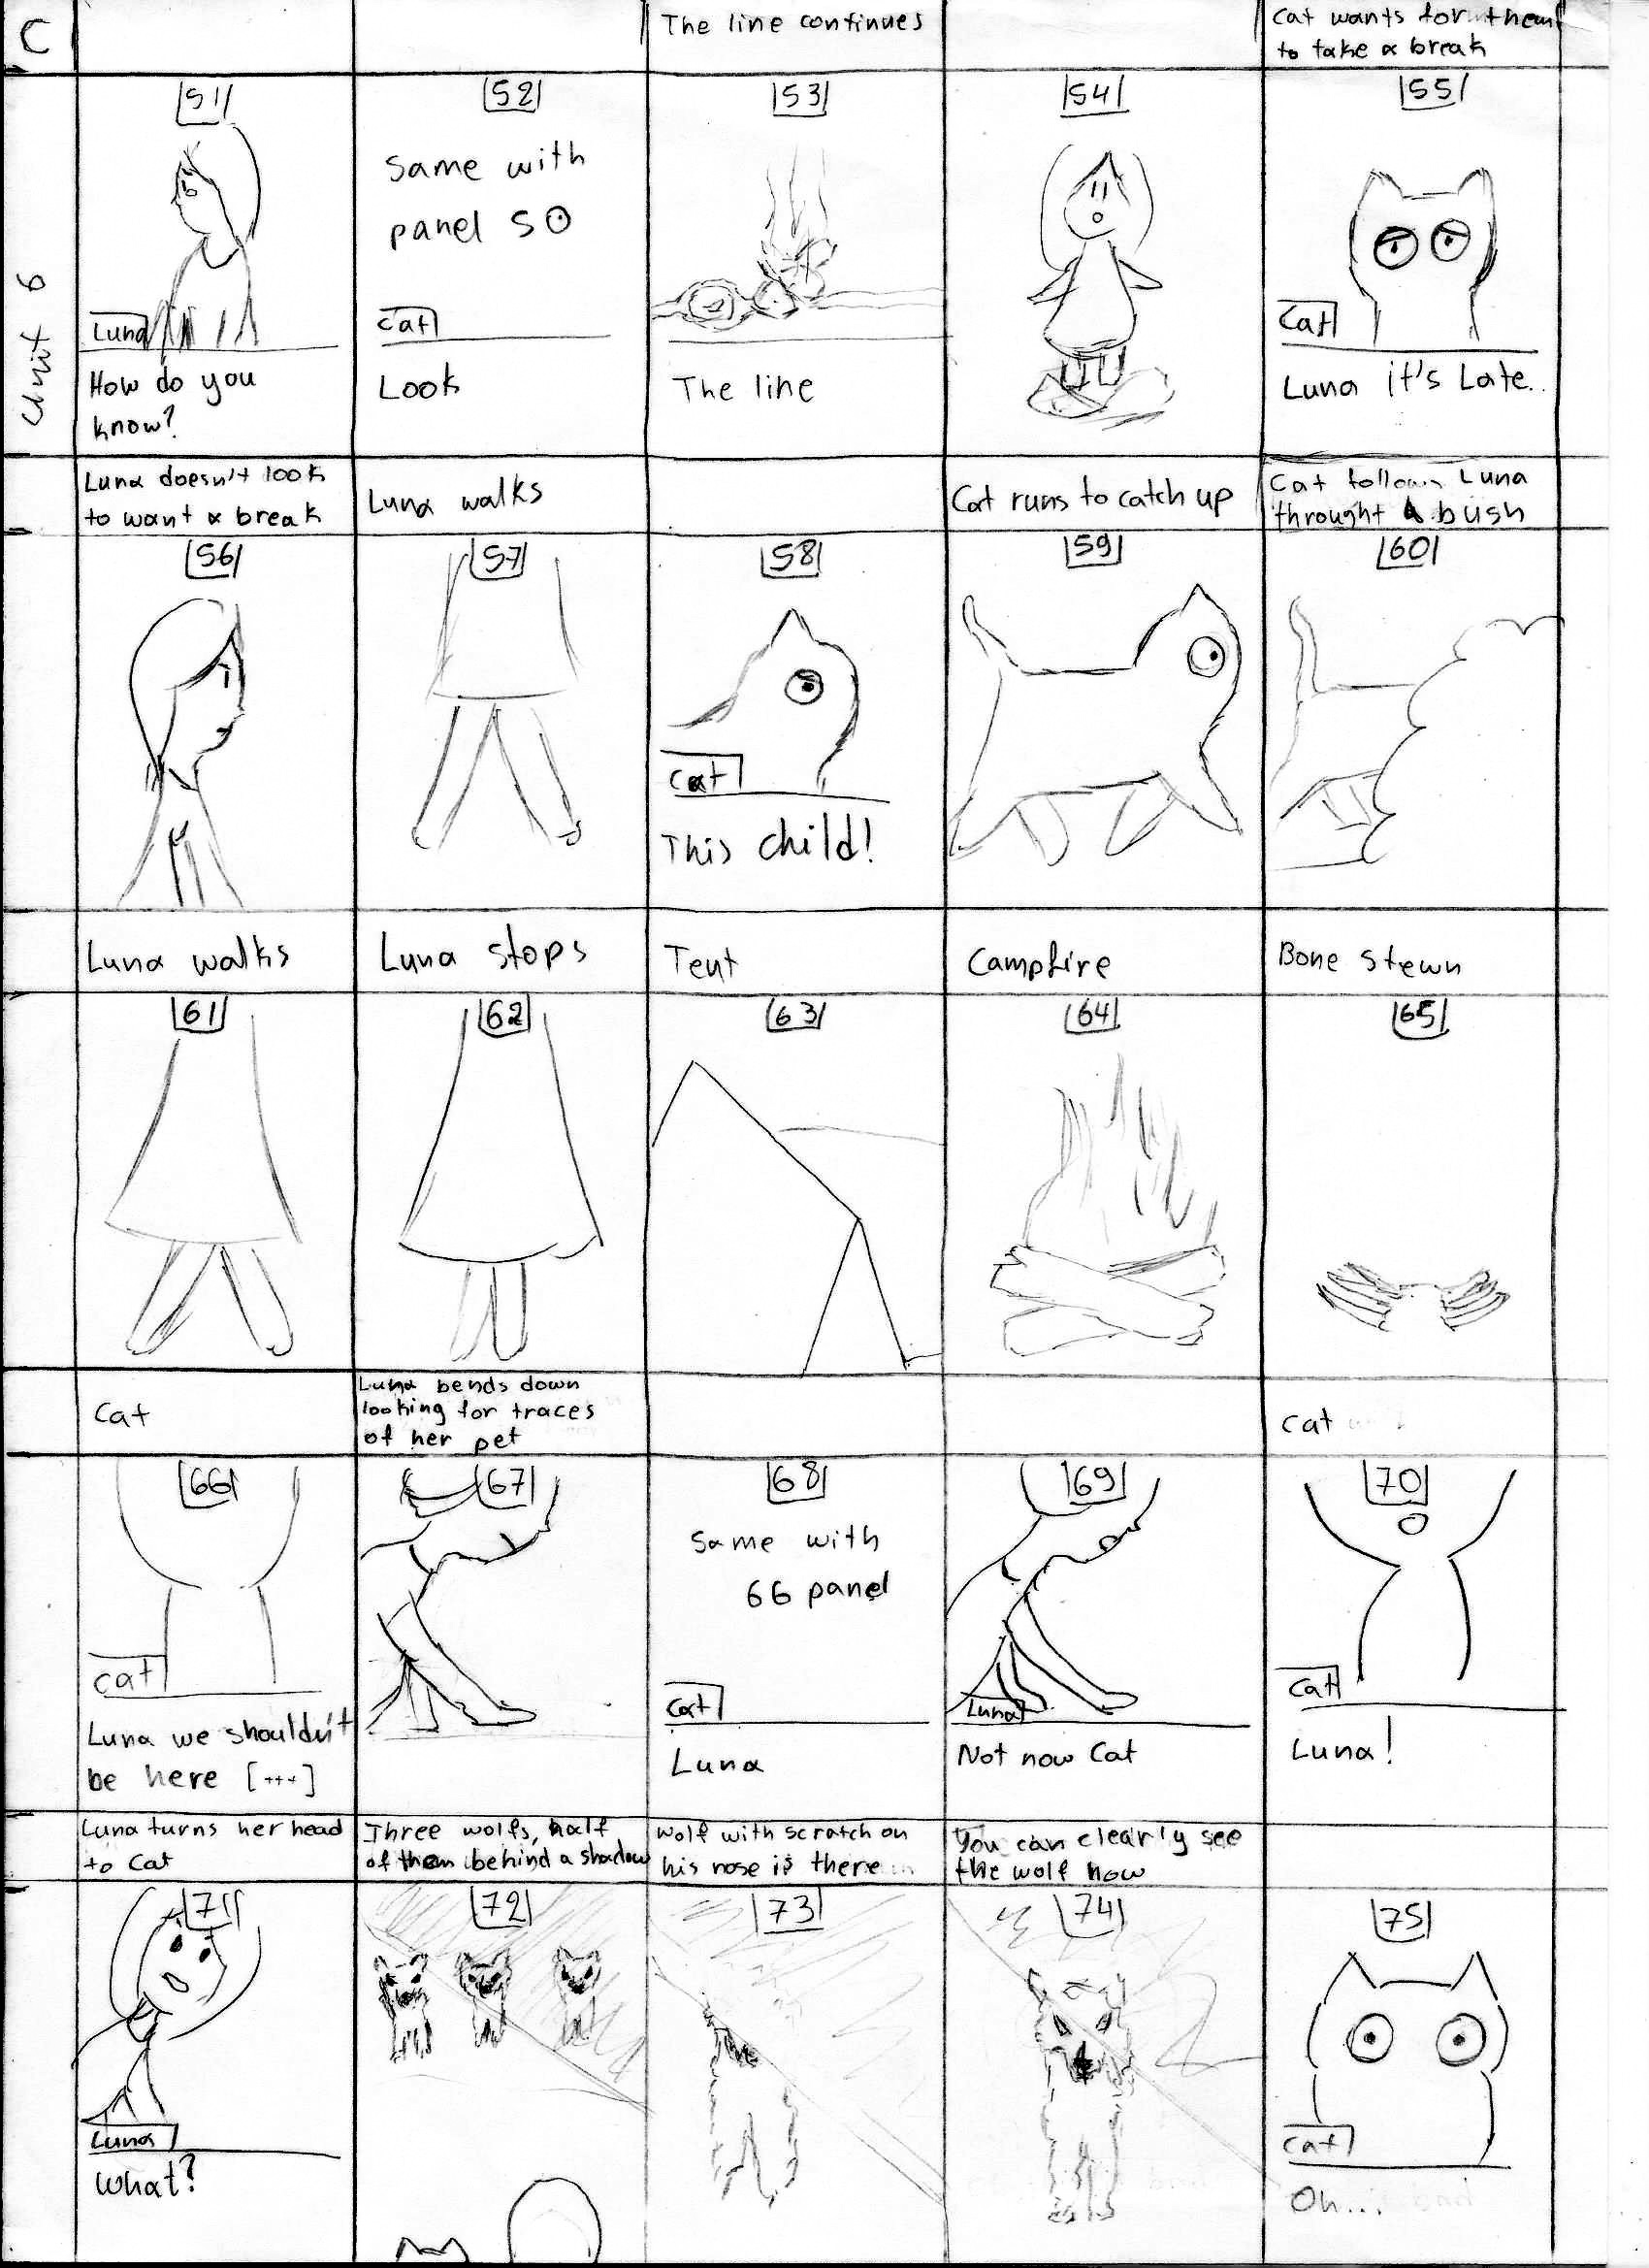 C
The line continues
Cat wants for them
to take a break
Unit 6
51
Luna
How do you
know?
52
Same with
panel 50
Cat
Look
53
The line
54
55
Cat
Luna it's Late..
Luna doesn't look
to want a break
Luna walks
Cat runs to catch up
Cat follows Luna
throught a bush
56
57
58
Cat
This child!
59
60
Luna walks
Luna stops
Tent
Campfire
Bone stewn
61
62
63
64
65
Cat
Luna bends down
looking for traces
of her pet
Cat
66
Cat
Luna we shouldn't
be here [...]
67
68
Same with
66 panel
Cat
Luna
69
Luna
Not now Cat
70
Cat
Luna!
Luna turns her head
to Cat
Three wolfs, half
of them behind a shadow
Wolf with scratch on
his nose is there
You can clearly see
the wolf now
71
Luna
What?
72
73
74
75
Cat
Oh...